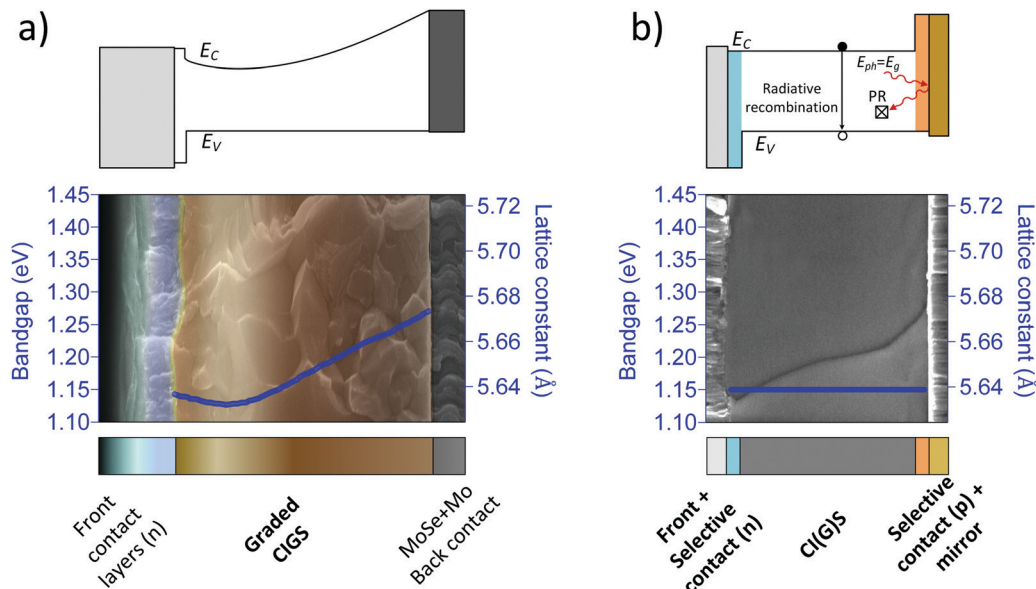 a)
E_C
E_V
1.45
1.40
1.35
1.30
1.25
1.20
1.15
1.10
Bandgap (eV)
5.72
5.70
5.68
5.66
5.64
Lattice constant (Å)
Front
contact
layers (n)
Graded
CIGS
MoSe+Mo
Back contact
b)
E_C
E_ph=E_g
Radiative
recombination
PR
E_V
1.45
1.40
1.35
1.30
1.25
1.20
1.15
1.10
Bandgap (eV)
5.72
5.70
5.68
5.66
5.64
Lattice constant (Å)
Front +
Selective
contact (n)
CI(G)S
Selective
contact (p) +
mirror